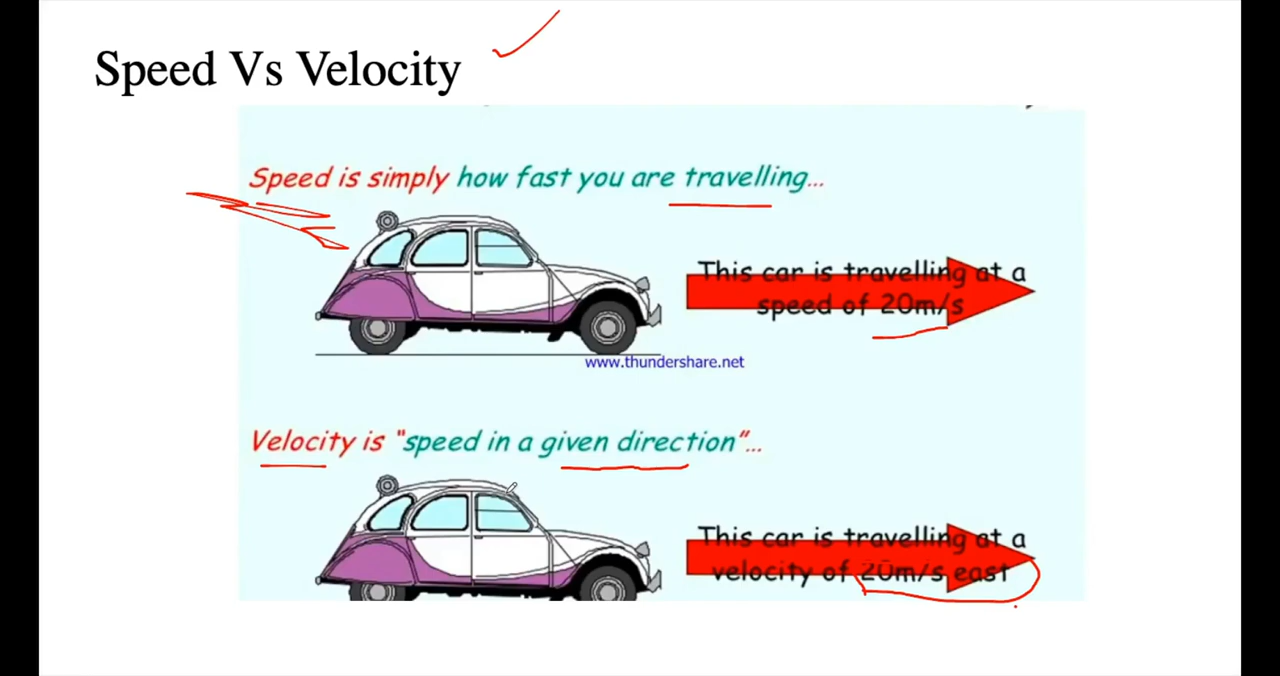 Speed Vs Velocity
Speed is simply how fast you are travelling...
This car is travelling at a
speed of 20m/s
www.thundershare.net
Velocity is "speed in a given direction"...
This car is travelling at a
velocity of 20m/s east